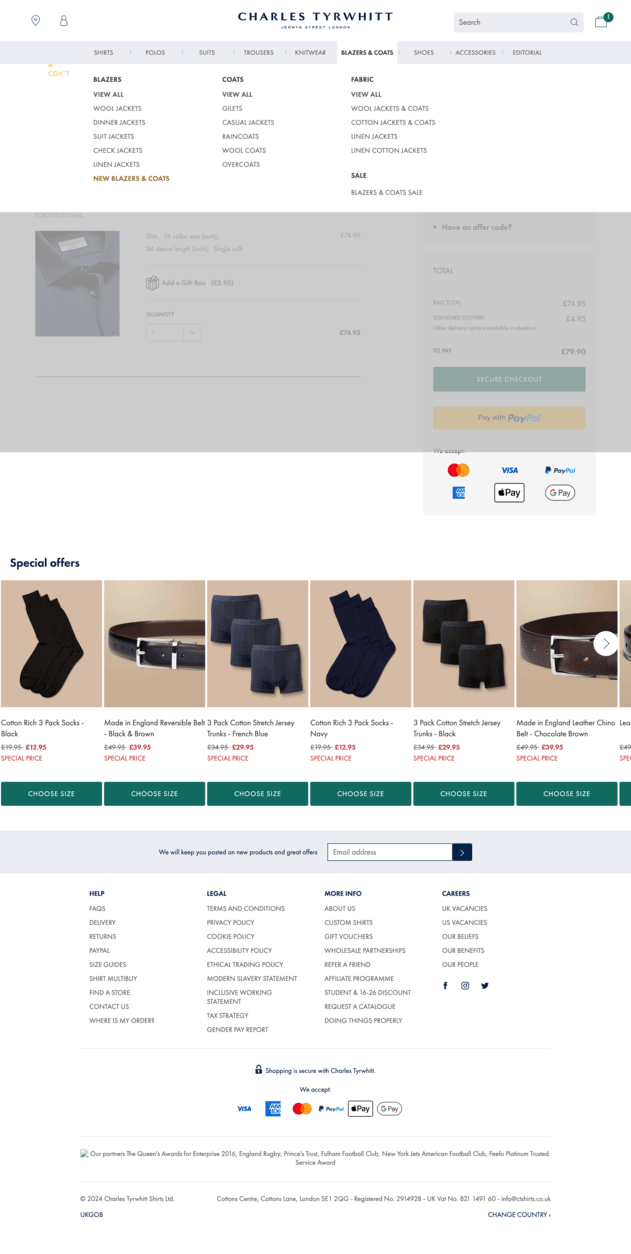 CHARLES TYRWHITT
JERMYN STREET LONDON
Search
1
SHIRTS
POLOS
SUITS
TROUSERS
KNITWEAR
BLAZERS & COATS
SHOES
ACCESSORIES
EDITORIAL
COATS
BLAZERS
VIEW ALL
WOOL JACKETS
DINNER JACKETS
SUIT JACKETS
CHECK JACKETS
LINEN JACKETS
NEW BLAZERS & COATS
COATS
VIEW ALL
GILETS
CASUAL JACKETS
RAINCOATS
WOOL COATS
OVERCOATS
FABRIC
VIEW ALL
WOOL JACKETS & COATS
COTTON JACKETS & COATS
LINEN JACKETS
LINEN COTTON JACKETS
SALE
BLAZERS & COATS SALE
Size, 16 collar size (inch),
34 sleeve length (inch), Single cuff
£74.95
Add a Gift Box (£3.95)
QUANTITY
1
£74.95
+ Have an offer code?
TOTAL
BAG TOTAL £74.95
STANDARD DELIVERY £4.95
Other delivery options available in checkout
TO PAY £79.90
SECURE CHECKOUT
Pay with PayPal
We accept:
VISA
PayPal
AM EX
Pay
G Pay
Special offers
Cotton Rich 3 Pack Socks -
Black
£19.95 £12.95
SPECIAL PRICE
CHOOSE SIZE
Made in England Reversible Belt
- Black & Brown
£49.95 £39.95
SPECIAL PRICE
CHOOSE SIZE
3 Pack Cotton Stretch Jersey
Trunks - French Blue
£34.95 £29.95
SPECIAL PRICE
CHOOSE SIZE
Cotton Rich 3 Pack Socks -
Navy
£19.95 £12.95
SPECIAL PRICE
CHOOSE SIZE
3 Pack Cotton Stretch Jersey
Trunks - Black
£34.95 £29.95
SPECIAL PRICE
CHOOSE SIZE
Made in England Leather Chino
Belt - Chocolate Brown
£49.95 £39.95
SPECIAL PRICE
CHOOSE SIZE
Lea
£49
SPEC
We will keep you posted on new products and great offers
Email address
HELP
FAQS
DELIVERY
RETURNS
PAYPAL
SIZE GUIDES
SHIRT MULTIBUY
FIND A STORE
CONTACT US
WHERE IS MY ORDER?
LEGAL
TERMS AND CONDITIONS
PRIVACY POLICY
COOKIE POLICY
ACCESSIBILITY POLICY
ETHICAL TRADING POLICY
MODERN SLAVERY STATEMENT
INCLUSIVE WORKING
STATEMENT
TAX STRATEGY
GENDER PAY REPORT
MORE INFO
ABOUT US
CUSTOM SHIRTS
GIFT VOUCHERS
WHOLESALE PARTNERSHIPS
REFER A FRIEND
AFFILIATE PROGRAMME
STUDENT & 16-26 DISCOUNT
REQUEST A CATALOGUE
DOING THINGS PROPERLY
CAREERS
UK VACANCIES
US VACANCIES
OUR BELIEFS
OUR BENEFITS
OUR PEOPLE
Shopping is secure with Charles Tyrwhitt.
We accept:
VISA
AM EX
PayPal
Pay
G Pay
Our partners The Queen's Awards for Enterprise 2016, England Rugby, Prince's Trust, Fulham Football Club, New York Jets American Football Club, Feefo Platinum Trusted
Service Award
© 2024 Charles Tyrwhitt Shirts Ltd.
Cottons Centre, Cottons Lane, London SE1 2QG - Registered No. 2914928 - UK Vat No. 821 1491 60 - info@ctshirts.co.uk
UKGOB
CHANGE COUNTRY ›